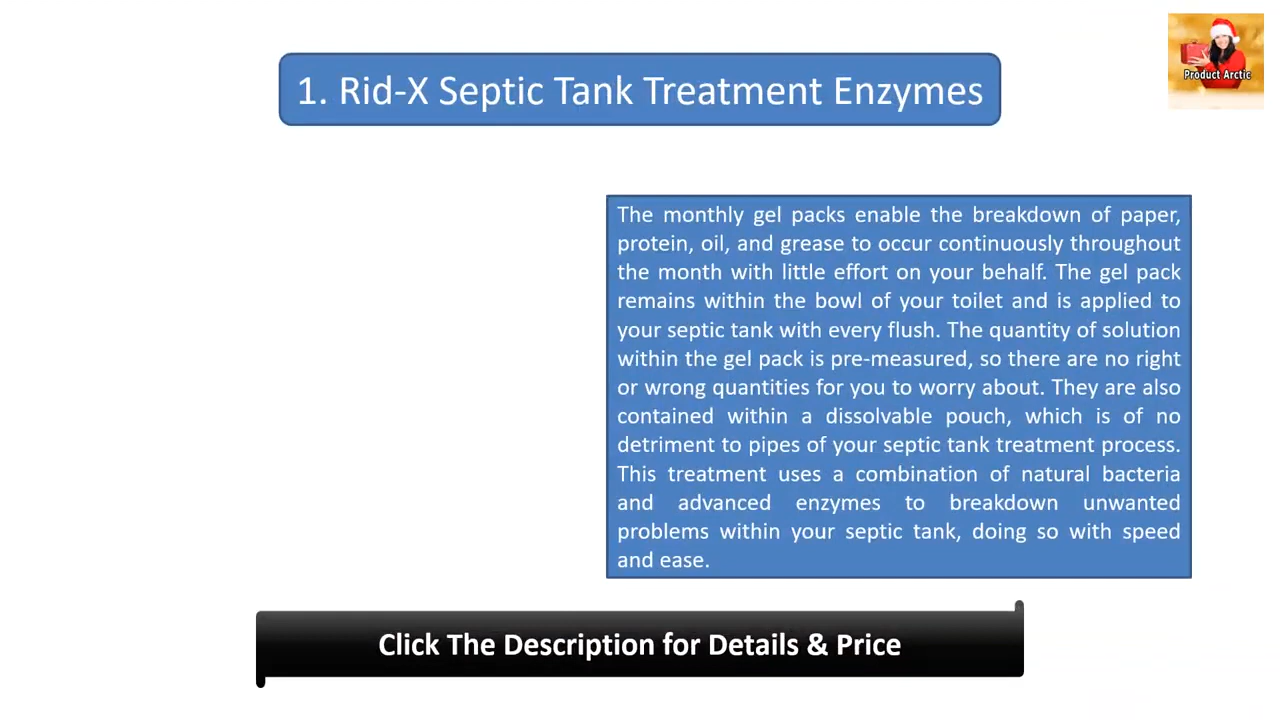 Product Arctic
1. Rid-X Septic Tank Treatment Enzymes
The monthly gel packs enable the breakdown of paper,
protein, oil, and grease to occur continuously throughout
the month with little effort on your behalf. The gel pack
remains within the bowl of your toilet and is applied to
your septic tank with every flush. The quantity of solution
within the gel pack is pre-measured, so there are no right
or wrong quantities for you to worry about. They are also
contained within a dissolvable pouch, which is of no
detriment to pipes of your septic tank treatment process.
This treatment uses a combination of natural bacteria
and advanced enzymes to breakdown unwanted
problems within your septic tank, doing so with speed
and ease.
Click The Description for Details & Price